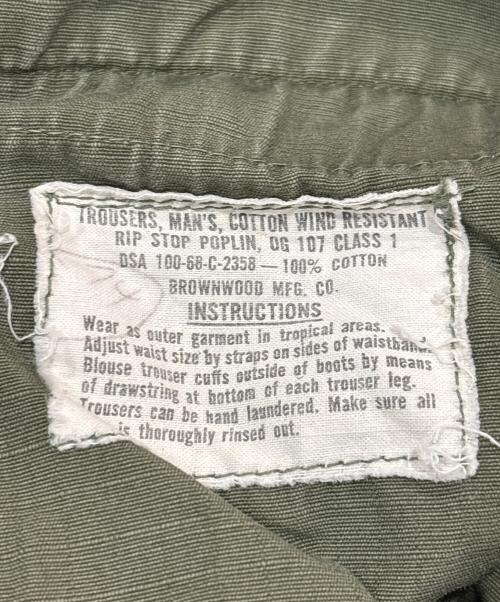 TROUSERS, MAN'S, COTTON WIND RESISTANT
RIP STOP POPLIN, OG 107 CLASS 1
DSA 100-68-C-2358 — 100% COTTON
BROWNWOOD MFG. CO.
INSTRUCTIONS
Wear as outer garment in tropical areas.
Adjust waist size by straps on sides of waistband.
Blouse trouser cuffs outside of boots by means
of drawstring at bottom of each trouser leg.
Trousers can be hand laundered. Make sure all
is thoroughly rinsed out.